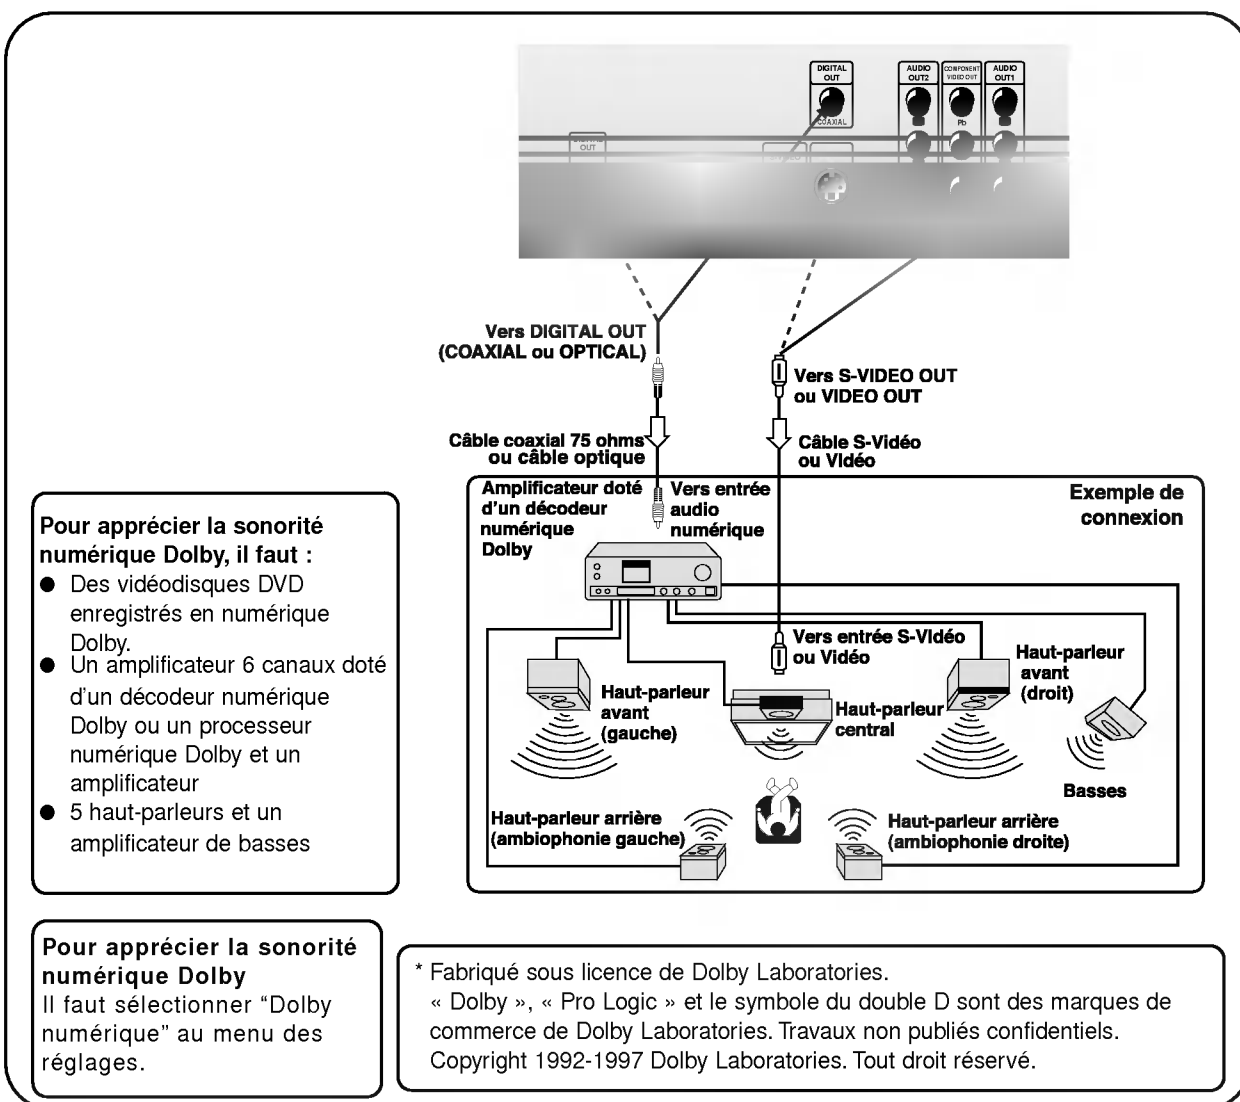 DIGITAL
OUT
COAXIAL
AUDIO
OUT2
COMPONENT
VIDEO OUT
Pb
AUDIO
OUT1
OUT
Vers DIGITAL OUT
(COAXIAL ou OPTICAL)
Vers S-VIDEO OUT
ou VIDEO OUT
Câble coaxial 75 ohms
ou câble optique
Câble S-Vidéo
ou Vidéo
Exemple de
connexion
Amplificateur doté
d'un décodeur
numérique
Dolby
Vers entrée
audio
numérique
Vers entrée S-Vidéo
ou Vidéo
Haut-parleur
avant
(gauche)
Haut-parleur
central
Haut-parleur
avant
(droit)
Basses
Haut-parleur arrière
(ambiophonie gauche)
Haut-parleur arrière
(ambiophonie droite)
Pour apprécier la sonorité
numérique Dolby, il faut :
● Des vidéodisques DVD
enregistrés en numérique
Dolby.
● Un amplificateur 6 canaux doté
d'un décodeur numérique
Dolby ou un processeur
numérique Dolby et un
amplificateur
● 5 haut-parleurs et un
amplificateur de basses
Pour apprécier la sonorité
numérique Dolby
Il faut sélectionner “Dolby
numérique” au menu des
réglages.
* Fabriqué sous licence de Dolby Laboratories.
« Dolby », « Pro Logic » et le symbole du double D sont des marques de
commerce de Dolby Laboratories. Travaux non publiés confidentiels.
Copyright 1992-1997 Dolby Laboratories. Tout droit réservé.